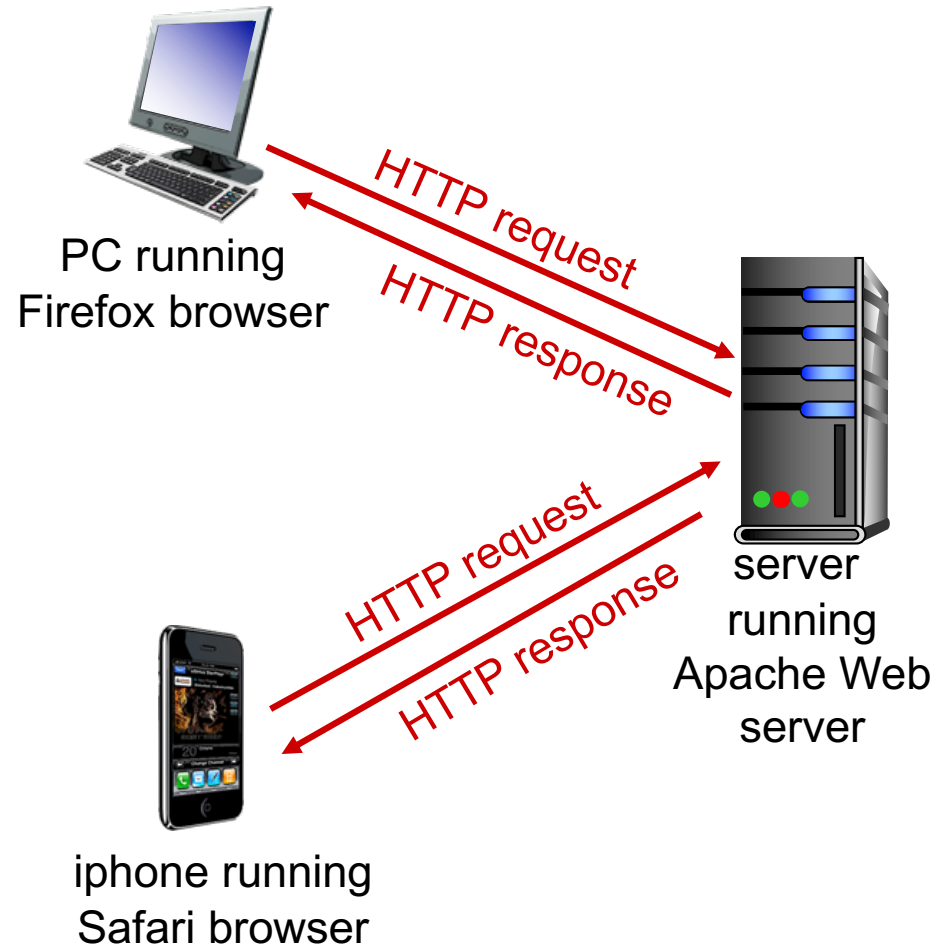 HTTP request
HTTP response
PC running
Firefox browser
HTTP request
HTTP response
server
running
Apache Web
server
iphone running
Safari browser